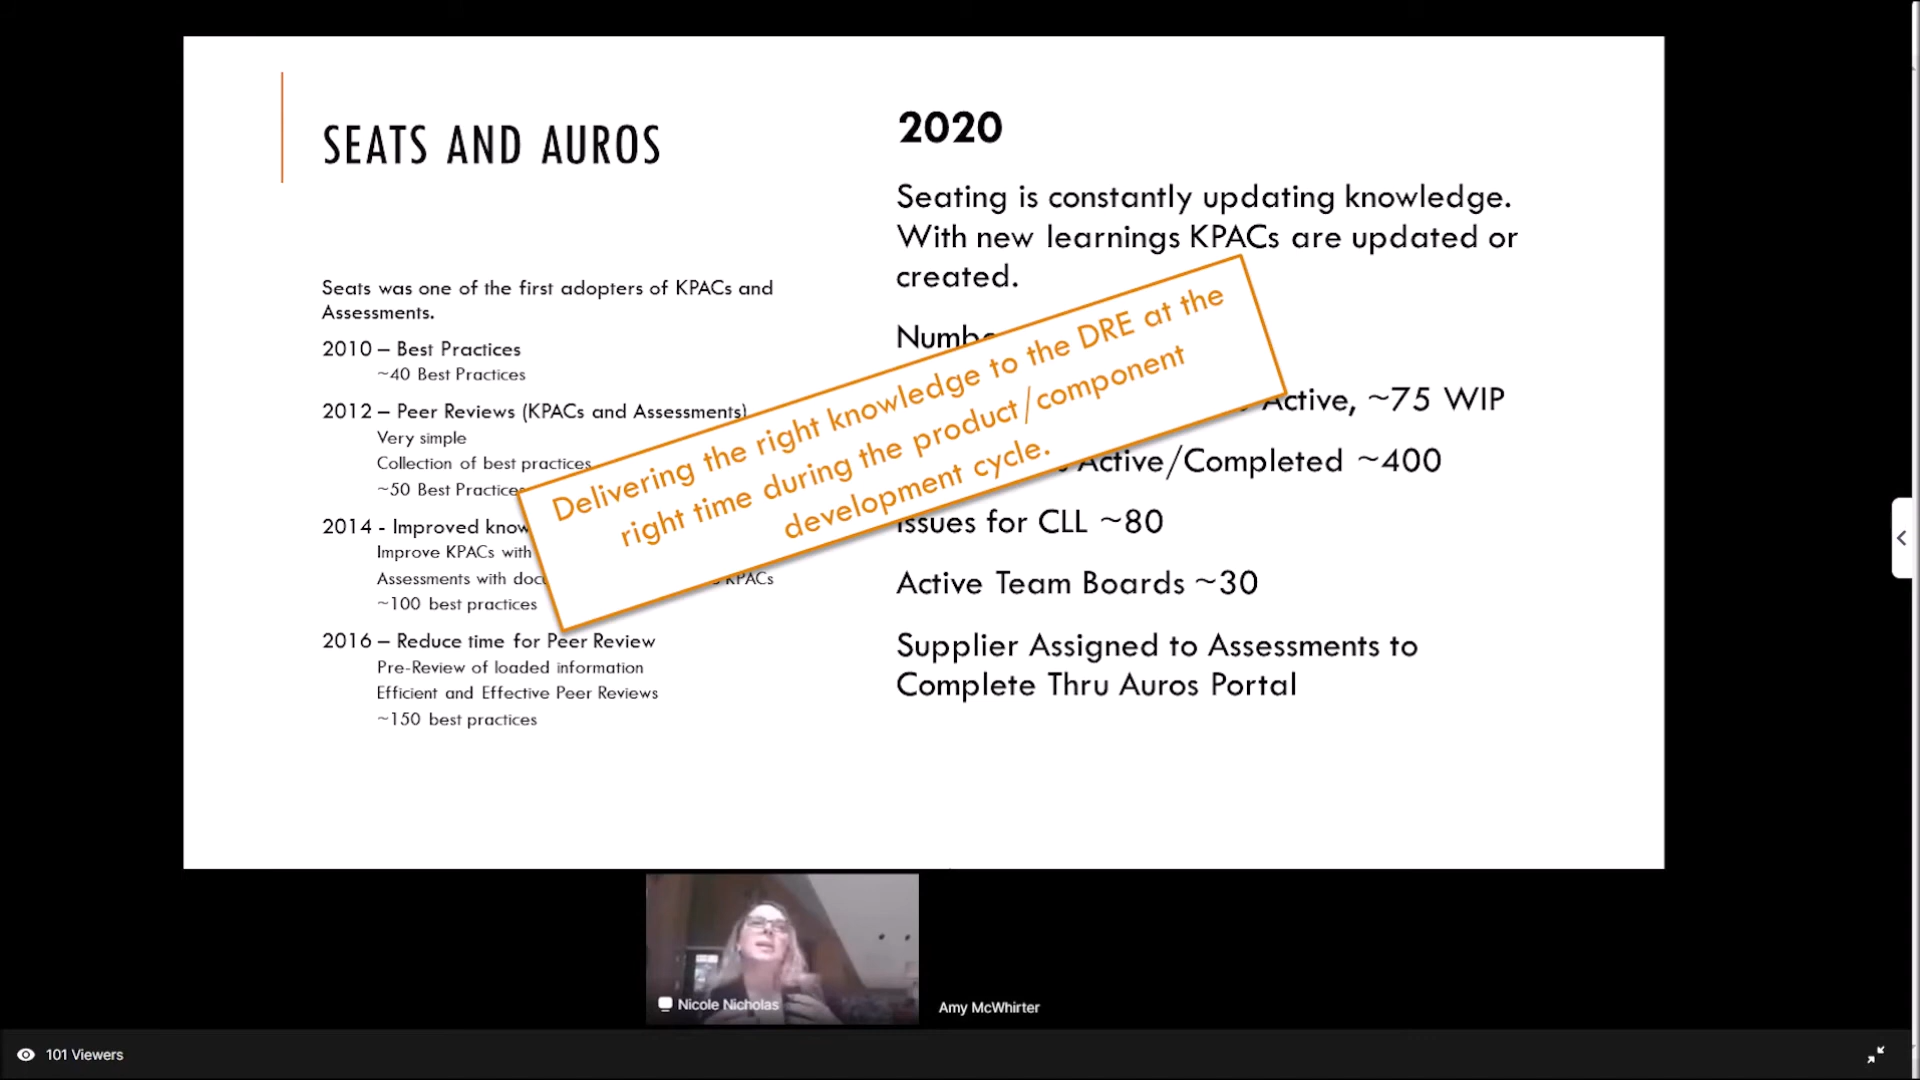 SEATS AND AUROS
Seats was one of the first adopters of KPACs and
Assessments.
2010 – Best Practices
~40 Best Practices
2012 – Peer Reviews (KPACs and Assessments)
Very simple
Collection of best practices
~50 Best Practices
2014 - Improved
Improve KPACs with
Assessments with KPACs
~100 best practices
2016 – Reduce time for Peer Review
Pre-Review of loaded information
Efficient and Effective Peer Reviews
~150 best practices
2020
Seating is constantly updating knowledge.
With new learnings KPACs are updated or
created.
Active, ~75 WIP
Active/Completed ~400
Issues for CLL ~80
Active Team Boards ~30
Supplier Assigned to Assessments to
Complete Thru Auros Portal
Delivering the right knowledge to the DRE at the
right time during the product/component
development cycle.
Nicole Nicholas
Amy McWhirter
101 Viewers